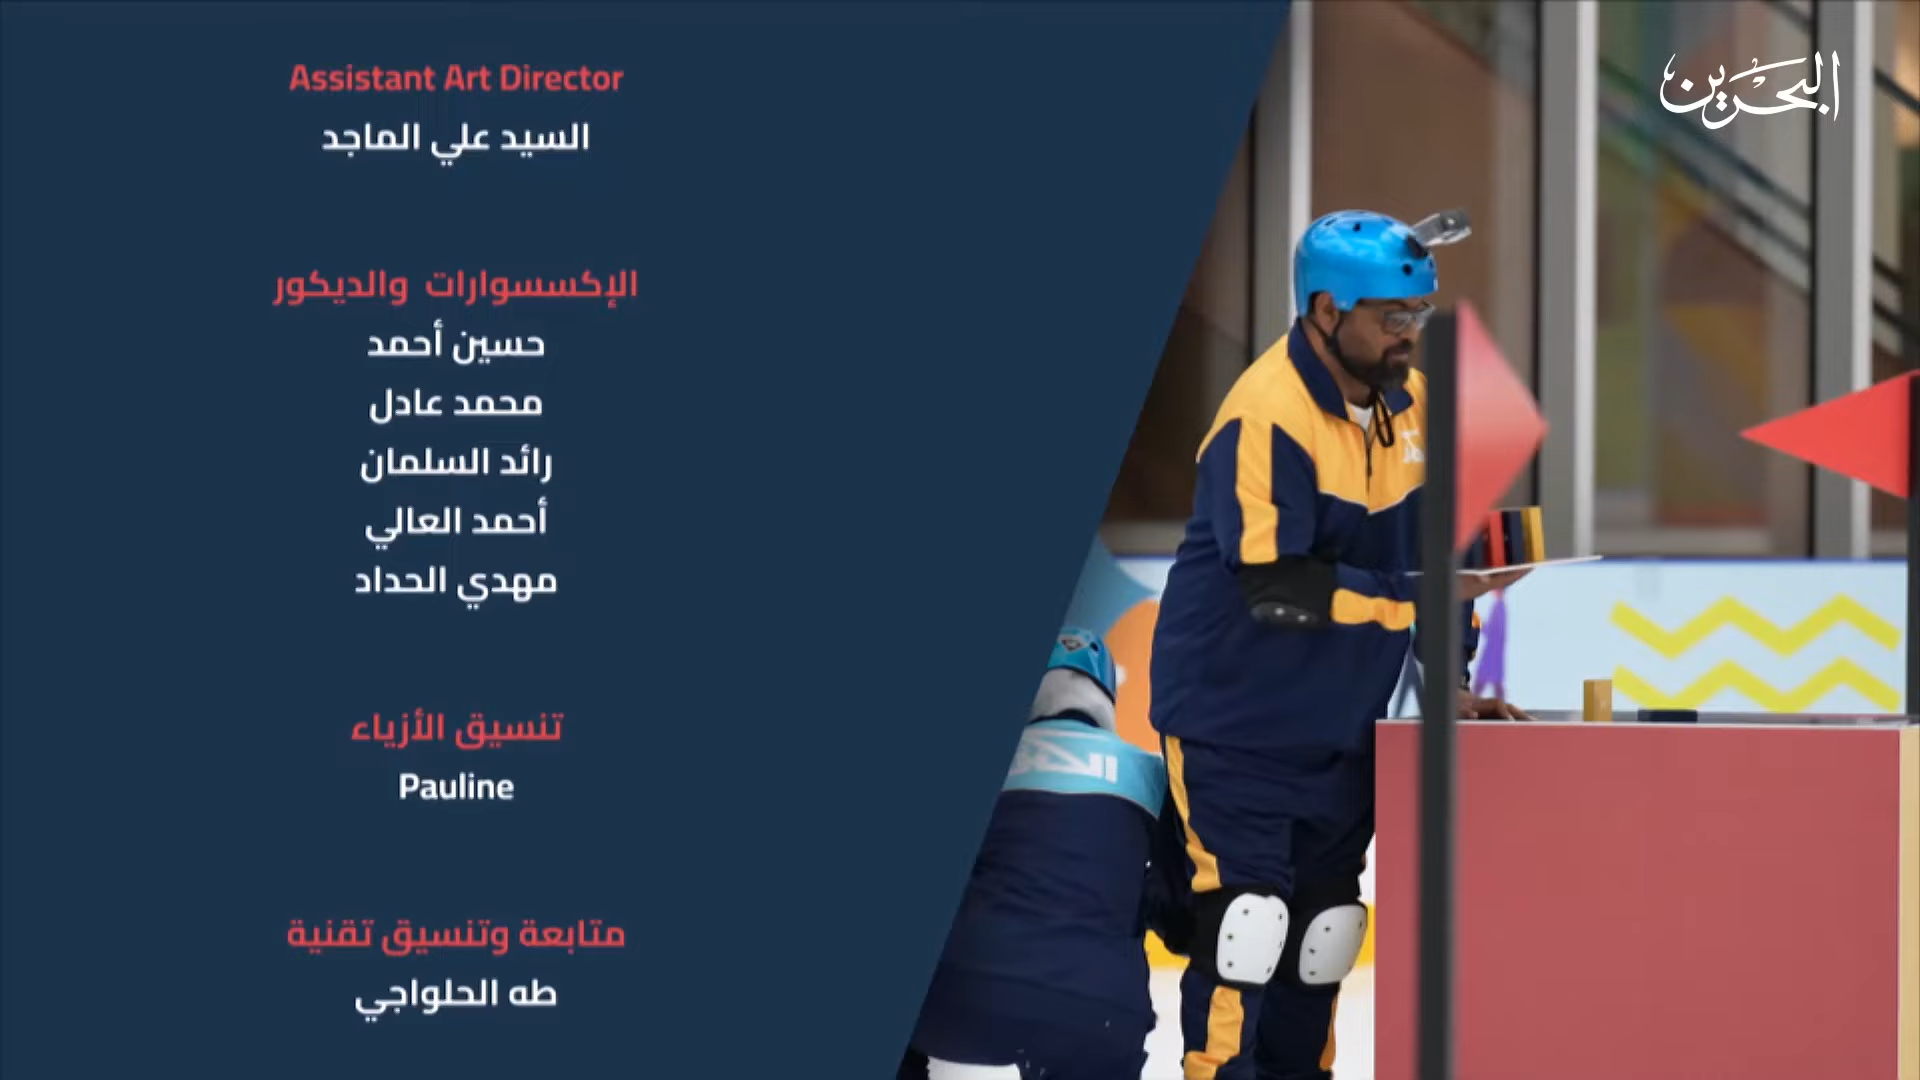 Assistant Art Director
السيد علي الماجد
الإكسسوارات والديكور
حسين أحمد
محمد عادل
رائد السلمان
أحمد العالي
مهدي الحداد
تنسيق الأزياء
Pauline
متابعة وتنسيق تقنية
طه الحلواجي
البحرين